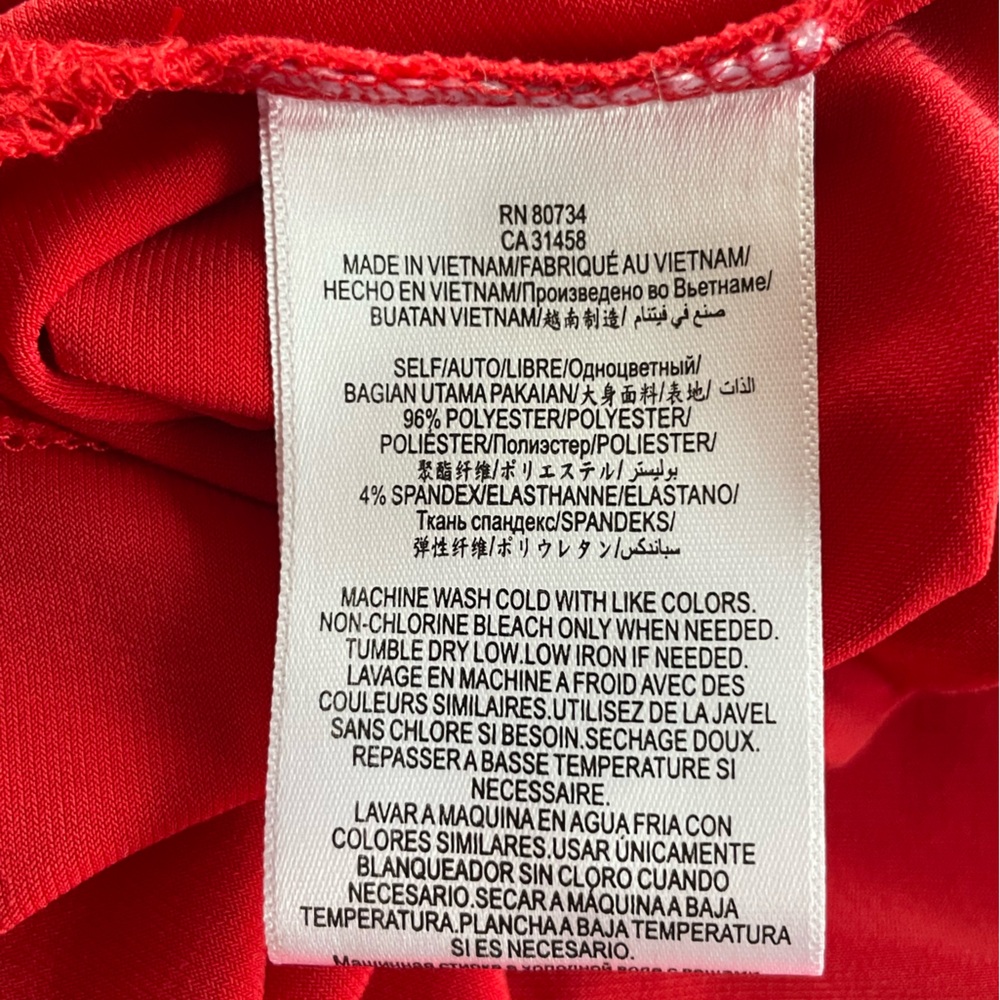 RN 80734
CA 31458
MADE IN VIETNAM/FABRIQUÉ AU VIETNAM/
HECHO EN VIETNAM/Произведено во Вьетнаме/
BUATAN VIETNAM/越南制造/ صنع في فيتنام
SELF/AUTO/LIBRE/Одноцветный/
BAGIAN UTAMA PAKAIAN/大身面料/表地/ الذات
96% POLYESTER/POLYESTER/
POLIÉSTER/Полиэстер/POLIESTER/
聚酯纤维/ポリエステル/ بوليستر
4% SPANDEX/ELASTHANNE/ELASTANO/
Ткань спандекс/SPANDEKS/
弹性纤维/ポリウレタン/سباندكس
MACHINE WASH COLD WITH LIKE COLORS.
NON-CHLORINE BLEACH ONLY WHEN NEEDED.
TUMBLE DRY LOW.LOW IRON IF NEEDED.
LAVAGE EN MACHINE A FROID AVEC DES
COULEURS SIMILAIRES.UTILISEZ DE LA JAVEL
SANS CHLORE SI BESOIN.SECHAGE DOUX.
REPASSER A BASSE TEMPERATURE SI
NECESSAIRE.
LAVAR A MAQUINA EN AGUA FRIA CON
COLORES SIMILARES.USAR ÚNICAMENTE
BLANQUEADOR SIN CLORO CUANDO
NECESARIO.SECAR A MÁQUINA A BAJA
TEMPERATURA.PLANCHA A BAJA TEMPERATURA
SI ES NECESARIO.
Машинная стирка в холодной воде с вещами